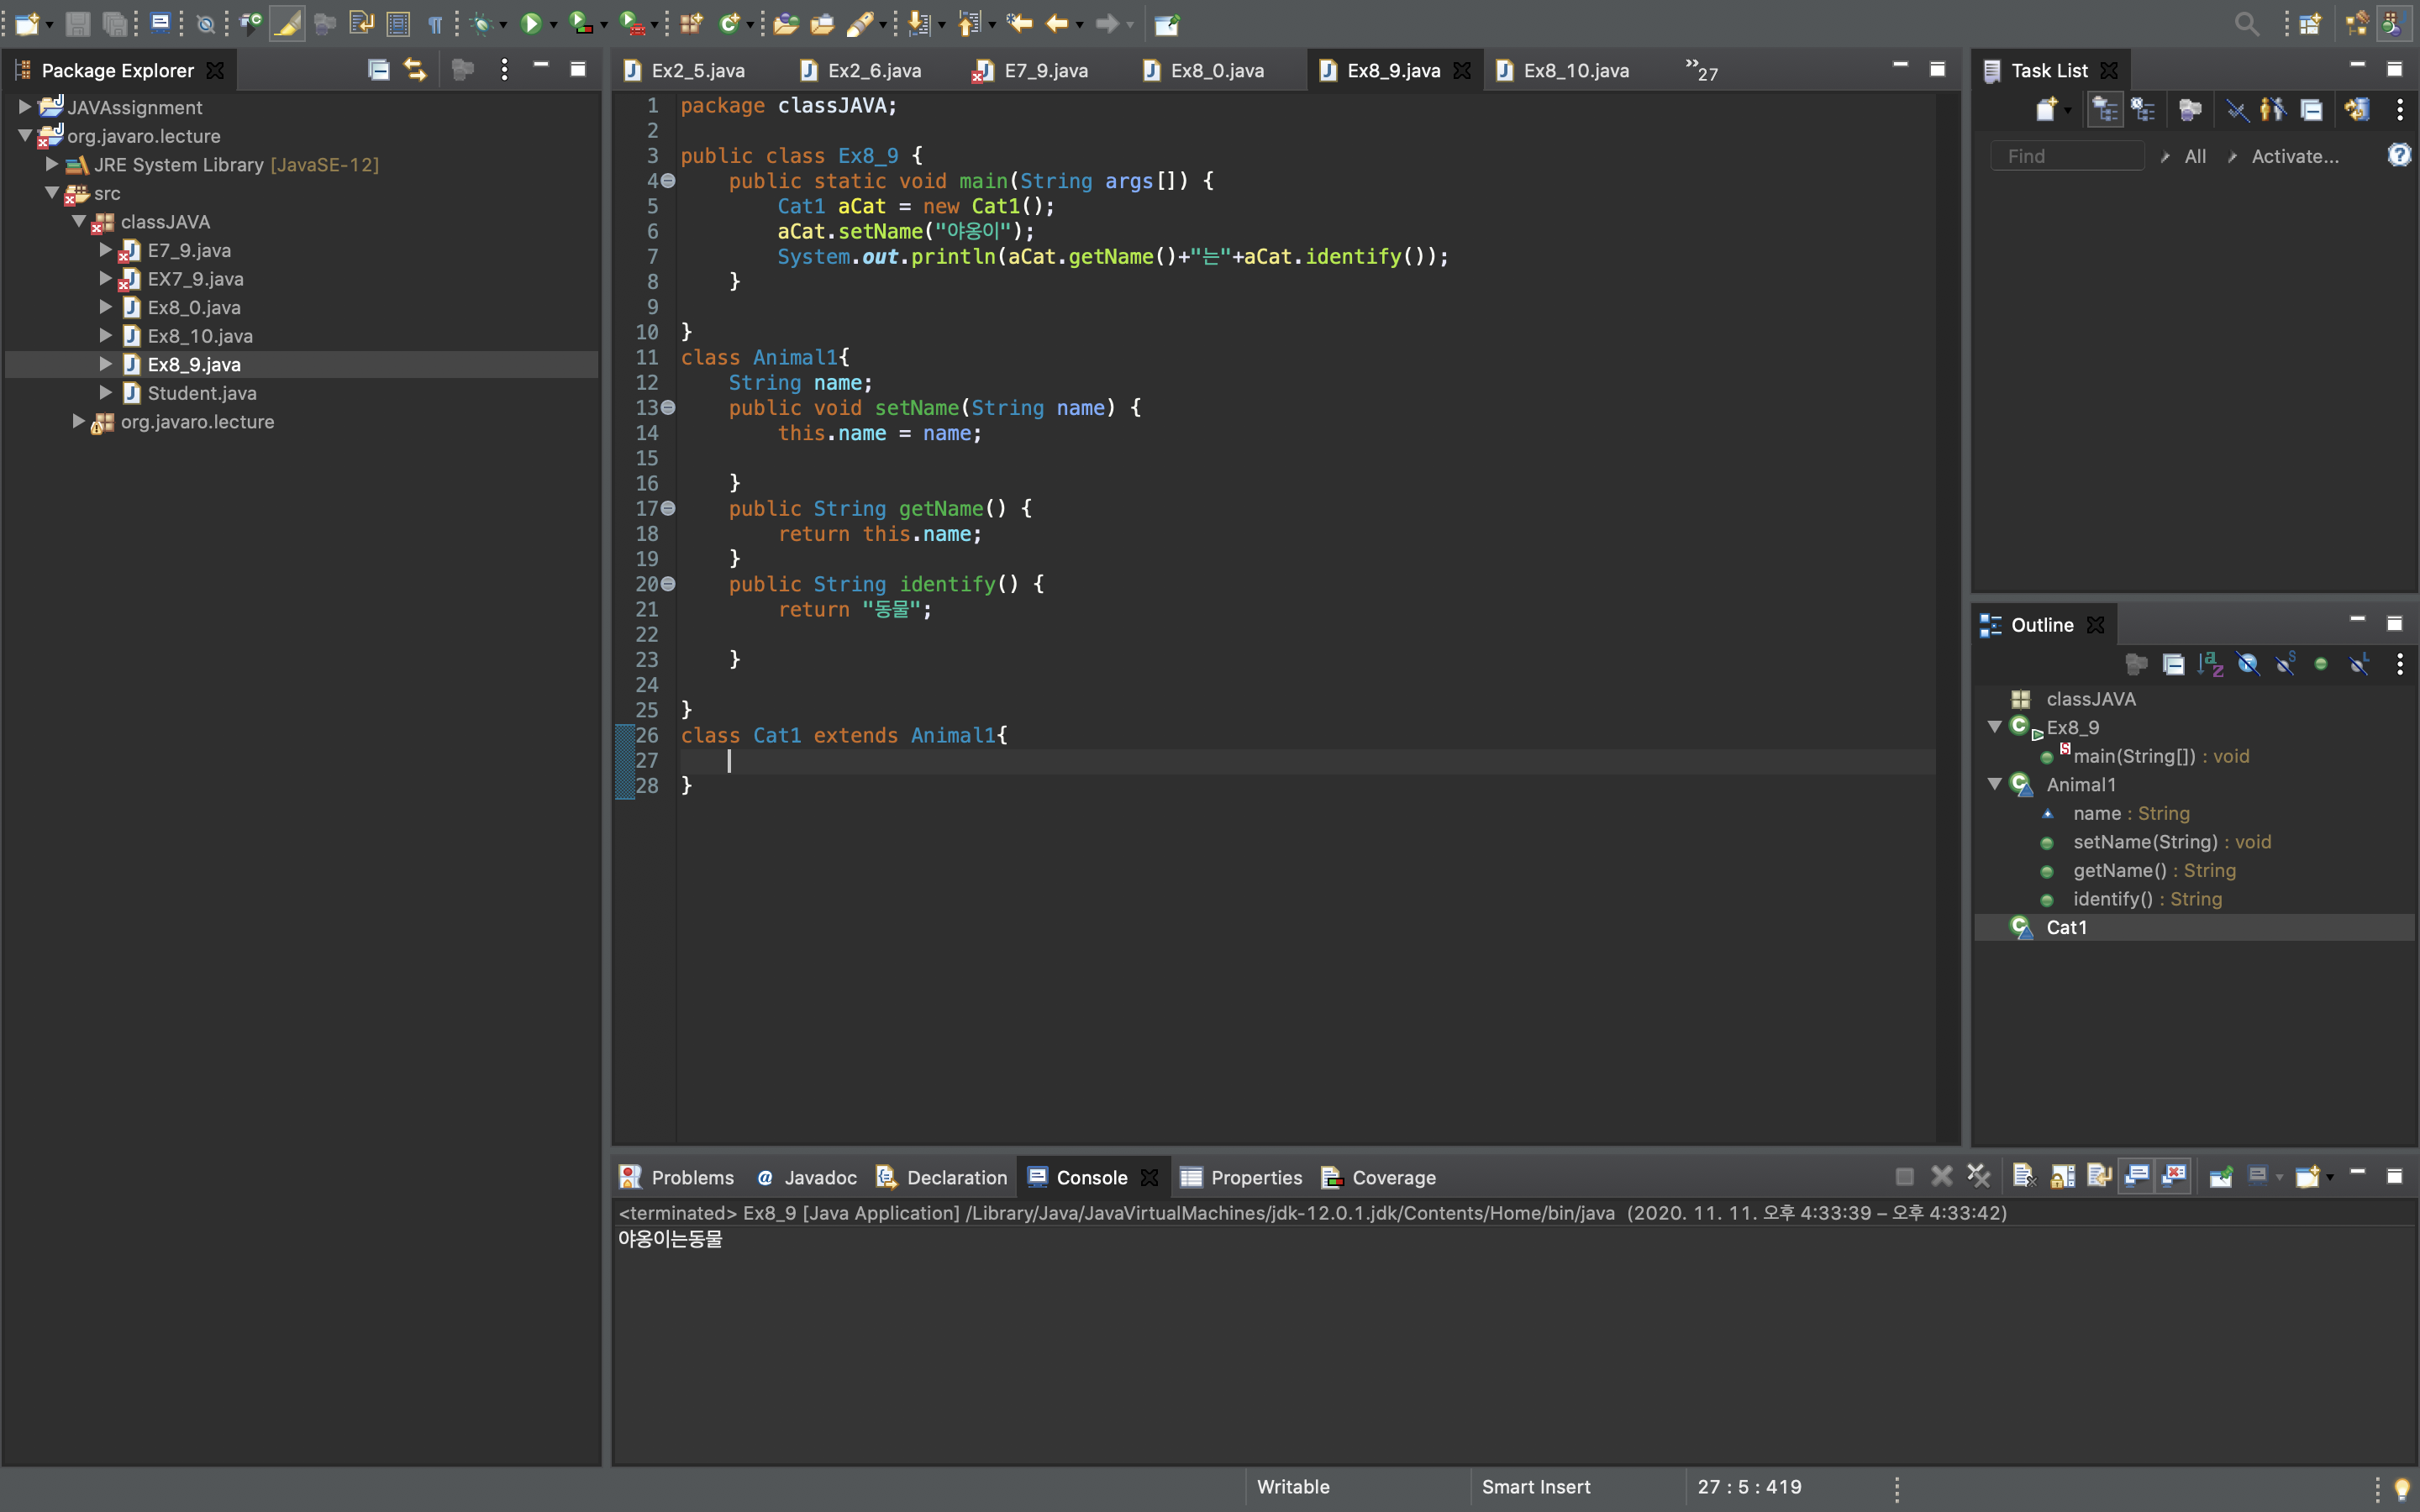 Package Explorer
JAVAssignment
org.javaro.lecture
JRE System Library [JavaSE-12]
src
classJAVA
E7_9.java
EX7_9.java
Ex8_0.java
Ex8_10.java
Ex8_9.java
Student.java
org.javaro.lecture
Ex2_5.java Ex2_6.java E7_9.java Ex8_0.java Ex8_9.java Ex8_10.java »27
1 package classJAVA;
2
3 public class Ex8_9 {
4 public static void main(String args[]) {
5 Cat1 aCat = new Cat1();
6 aCat.setName("야옹이");
7 System.out.println(aCat.getName()+"는"+aCat.identify());
8 }
9
10 }
11 class Animal1{
12 String name;
13 public void setName(String name) {
14 this.name = name;
15
16 }
17 public String getName() {
18 return this.name;
19 }
20 public String identify() {
21 return "동물";
22
23 }
24
25 }
26 class Cat1 extends Animal1{
27
28 }
Task List
Find All Activate...
Outline
classJAVA
Ex8_9
main(String[]) : void
Animal1
name : String
setName(String) : void
getName() : String
identify() : String
Cat1
Problems Javadoc Declaration Console Properties Coverage
<terminated> Ex8_9 [Java Application] /Library/Java/JavaVirtualMachines/jdk-12.0.1.jdk/Contents/Home/bin/java (2020. 11. 11. 오후 4:33:39 – 오후 4:33:42)
야옹이는동물
Writable Smart Insert 27 : 5 : 419